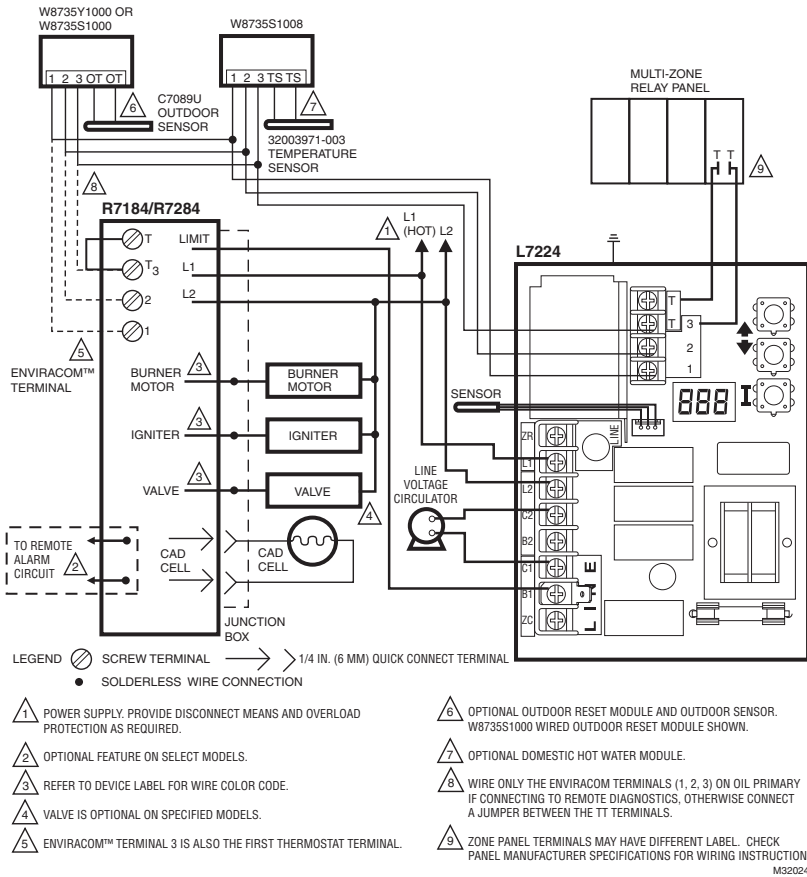 W8735Y1000 OR
W8735S1000
1 2 3 OT OT
6
C7089U
OUTDOOR
SENSOR
W8735S1008
1 2 3 TS TS
7
32003971-003
TEMPERATURE
SENSOR
MULTI-ZONE
RELAY PANEL
T T
9
8
R7184/R7284
T
T3
2
1
LIMIT
L1
L2
5
ENVIRACOM™
TERMINAL
1
L1
(HOT) L2
L7224
T
T 3
2
1
BURNER
MOTOR
3
BURNER
MOTOR
IGNITER
3
IGNITER
VALVE
3
VALVE
4
SENSOR
LINE
VOLTAGE
CIRCULATOR
ZR
L1
L2
C2
B2
C1
B1
ZC
LINE
LINE
888
TO REMOTE
ALARM
CIRCUIT
2
CAD
CELL
CAD
CELL
JUNCTION
BOX
LEGEND SCREW TERMINAL 1/4 IN. (6 MM) QUICK CONNECT TERMINAL
SOLDERLESS WIRE CONNECTION
1 POWER SUPPLY. PROVIDE DISCONNECT MEANS AND OVERLOAD
PROTECTION AS REQUIRED.
2 OPTIONAL FEATURE ON SELECT MODELS.
3 REFER TO DEVICE LABEL FOR WIRE COLOR CODE.
4 VALVE IS OPTIONAL ON SPECIFIED MODELS.
5 ENVIRACOM™ TERMINAL 3 IS ALSO THE FIRST THERMOSTAT TERMINAL.
6 OPTIONAL OUTDOOR RESET MODULE AND OUTDOOR SENSOR.
W8735S1000 WIRED OUTDOOR RESET MODULE SHOWN.
7 OPTIONAL DOMESTIC HOT WATER MODULE.
8 WIRE ONLY THE ENVIRACOM TERMINALS (1, 2, 3) ON OIL PRIMARY
IF CONNECTING TO REMOTE DIAGNOSTICS, OTHERWISE CONNECT
A JUMPER BETWEEN THE TT TERMINALS.
9 ZONE PANEL TERMINALS MAY HAVE DIFFERENT LABEL. CHECK
PANEL MANUFACTURER SPECIFICATIONS FOR WIRING INSTRUCTION
M32024